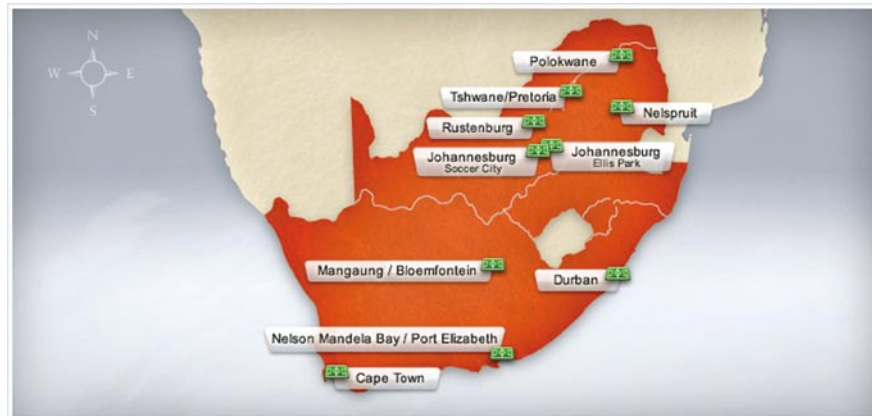 N
W E
S
Polokwane
Tshwane/Pretoria
Nelspruit
Rustenburg
Johannesburg
Soccer City
Johannesburg
Ellis Park
Mangaung / Bloemfontein
Durban
Nelson Mandela Bay / Port Elizabeth
Cape Town